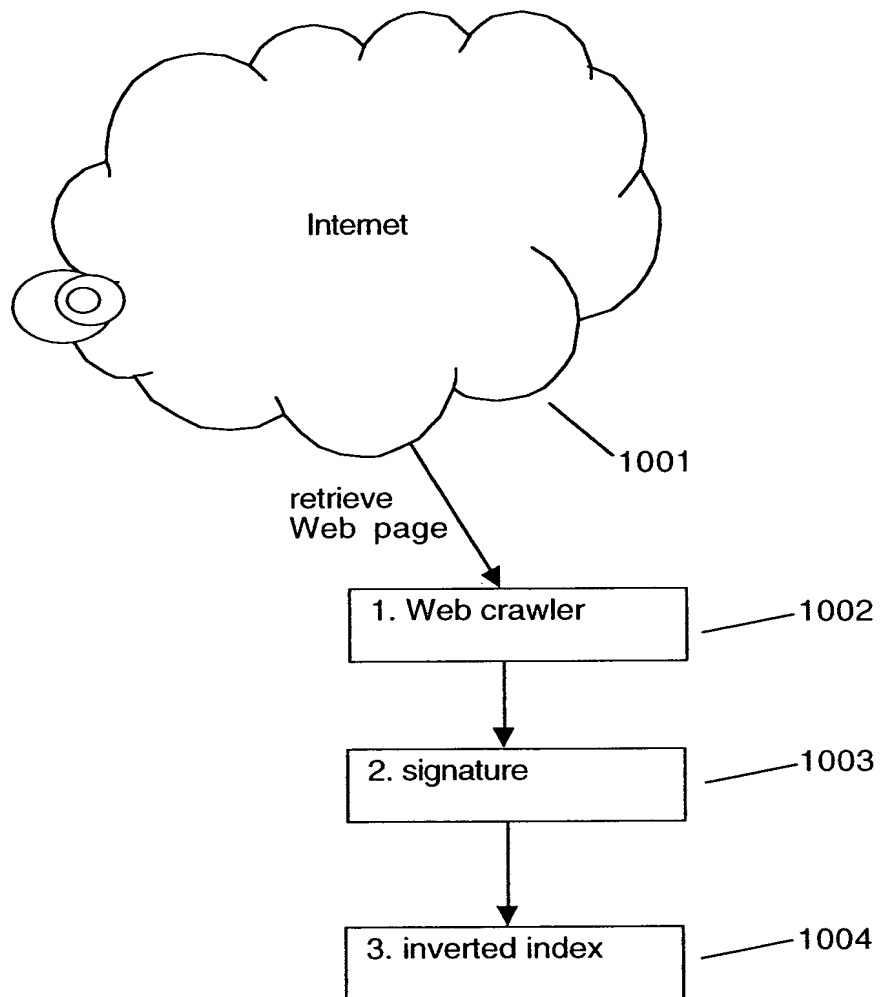 Internet
1001
retrieve
Web page
1. Web crawler
1002
2. signature
1003
3. inverted index
1004